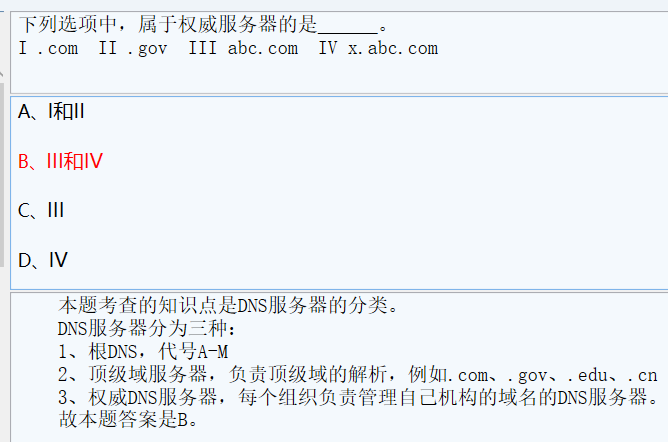 下列选项中，属于权威服务器的是______。
I .com  II .gov  III abc.com  IV x.abc.com
A、I和II
B、III和IV
C、III
D、IV
本题考查的知识点是DNS服务器的分类。
DNS服务器分为三种：
1、根DNS，代号A-M
2、顶级域服务器，负责顶级域的解析，例如.com、.gov、.edu、.cn
3、权威DNS服务器，每个组织负责管理自己机构的域名的DNS服务器。
故本题答案是B。